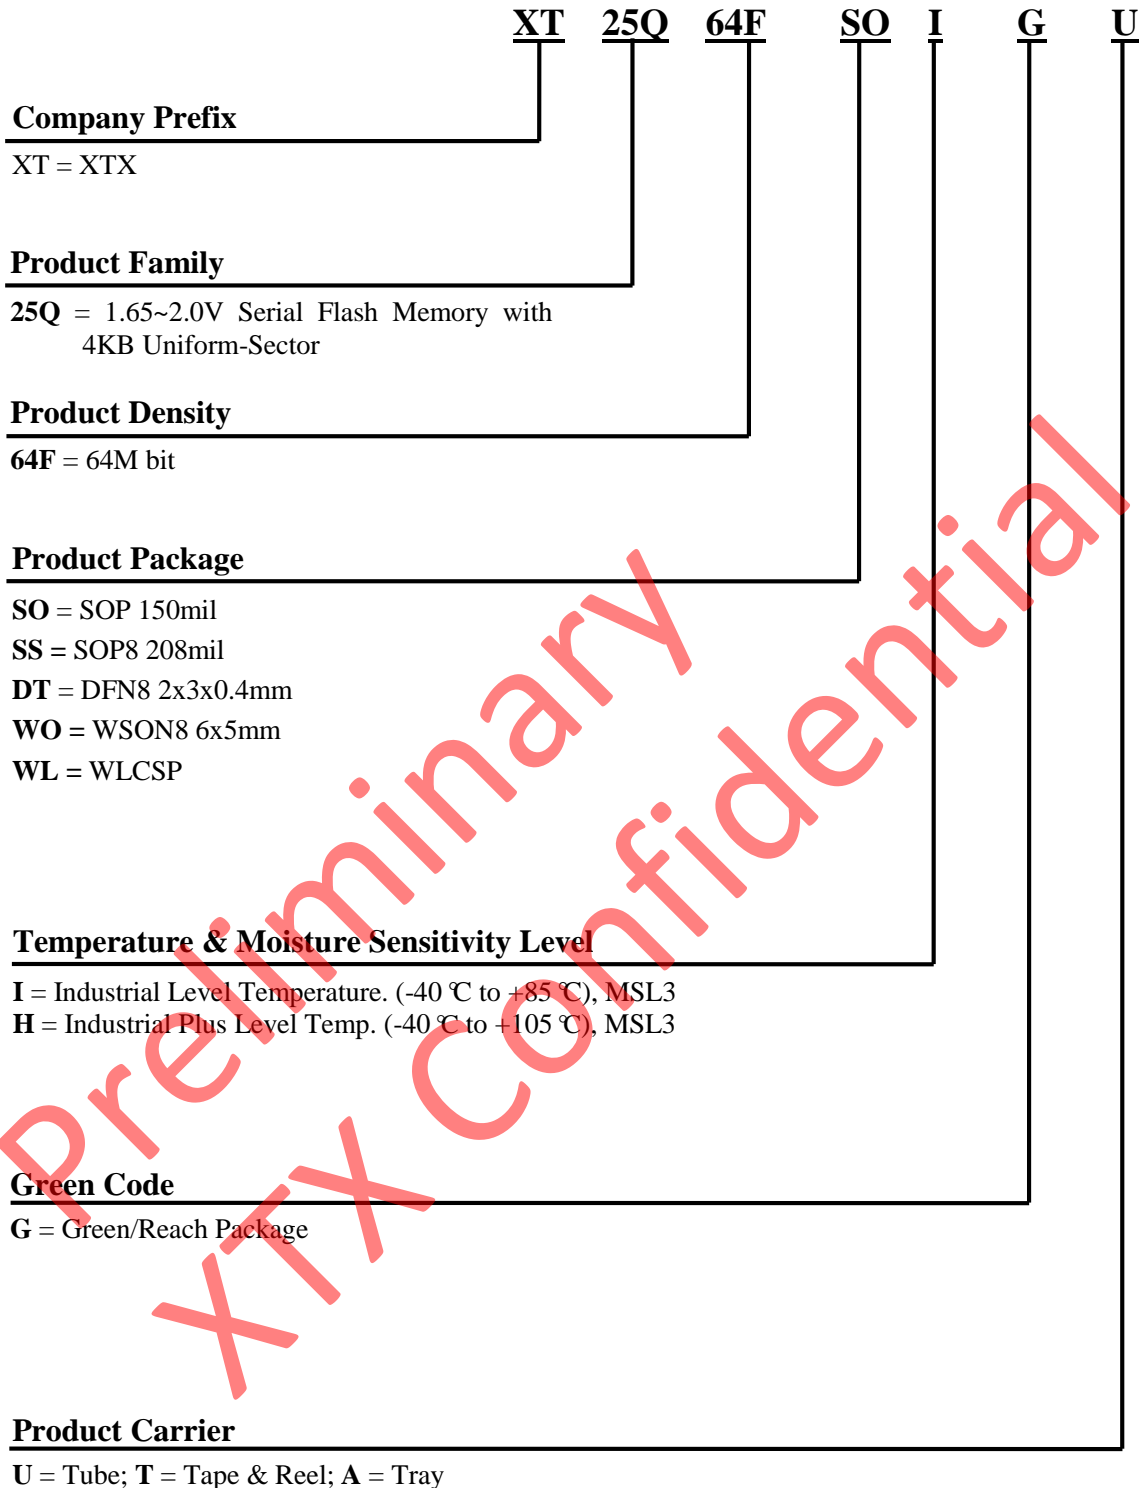 XT 25Q 64F SO I G U
Company Prefix
XT = XTX
Product Family
25Q = 1.65~2.0V Serial Flash Memory with
4KB Uniform-Sector
Product Density
64F = 64M bit
Product Package
SO = SOP 150mil
SS = SOP8 208mil
DT = DFN8 2x3x0.4mm
WO = WSON8 6x5mm
WL = WLCSP
Temperature & Moisture Sensitivity Level
I = Industrial Level Temperature. (-40 ℃ to +85 ℃), MSL3
H = Industrial Plus Level Temp. (-40 ℃ to +105 ℃), MSL3
Green Code
G = Green/Reach Package
Product Carrier
U = Tube; T = Tape & Reel; A = Tray
Preliminary
XTX Confidential